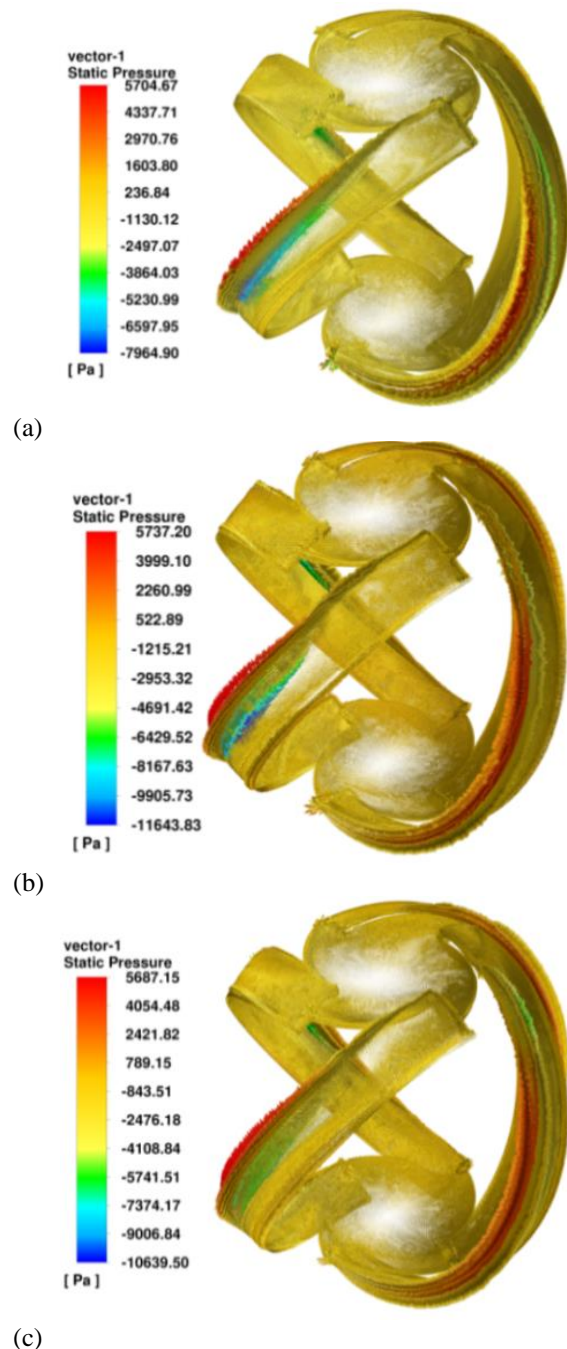 vector-1
Static Pressure
5704.67
4337.71
2970.76
1603.80
236.84
-1130.12
-2497.07
-3864.03
-5230.99
-6597.95
-7964.90
[ Pa ]
(a)
vector-1
Static Pressure
5737.20
3999.10
2260.99
522.89
-1215.21
-2953.32
-4691.42
-6429.52
-8167.63
-9905.73
-11643.83
[ Pa ]
(b)
vector-1
Static Pressure
5687.15
4054.48
2421.82
789.15
-843.51
-2476.18
-4108.84
-5741.51
-7374.17
-9006.84
-10639.50
[ Pa ]
(c)